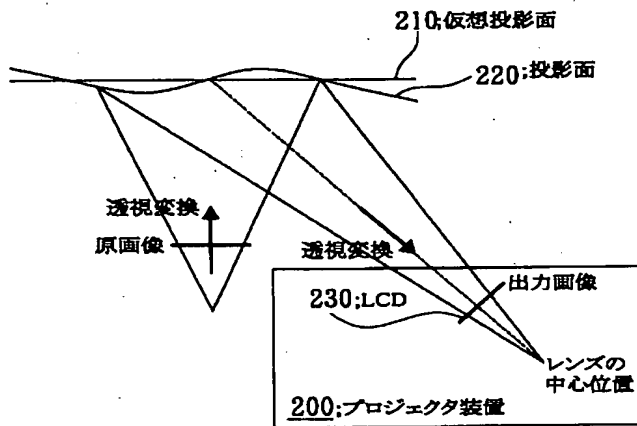 210;仮想投影面
220;投影面
透視変換
原画像
透視変換
出力画像
230;LCD
レンズの
中心位置
200;プロジェクタ装置